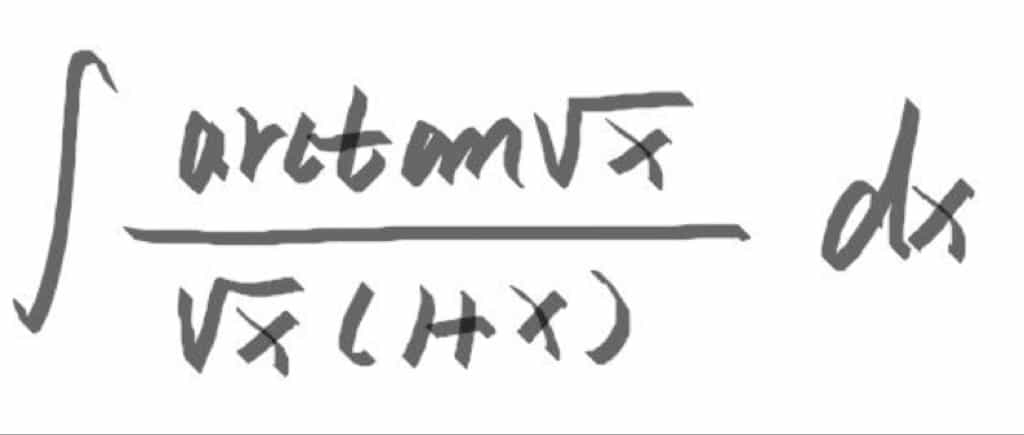 ∫ arctan√x / √x(1+x) dx